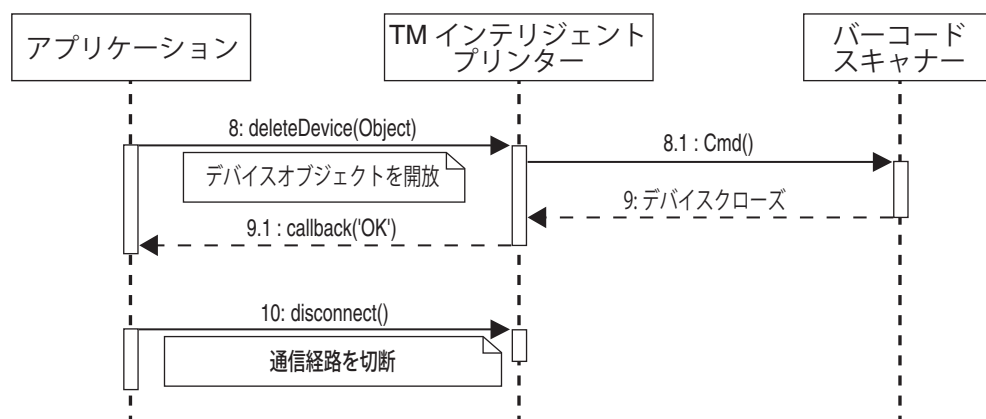 アプリケーション
TM インテリジェント
プリンター
バーコード
スキャナー
8: deleteDevice(Object)
8.1 : Cmd()
デバイスオブジェクトを開放
9: デバイスクローズ
9.1 : callback('OK')
10: disconnect()
通信経路を切断